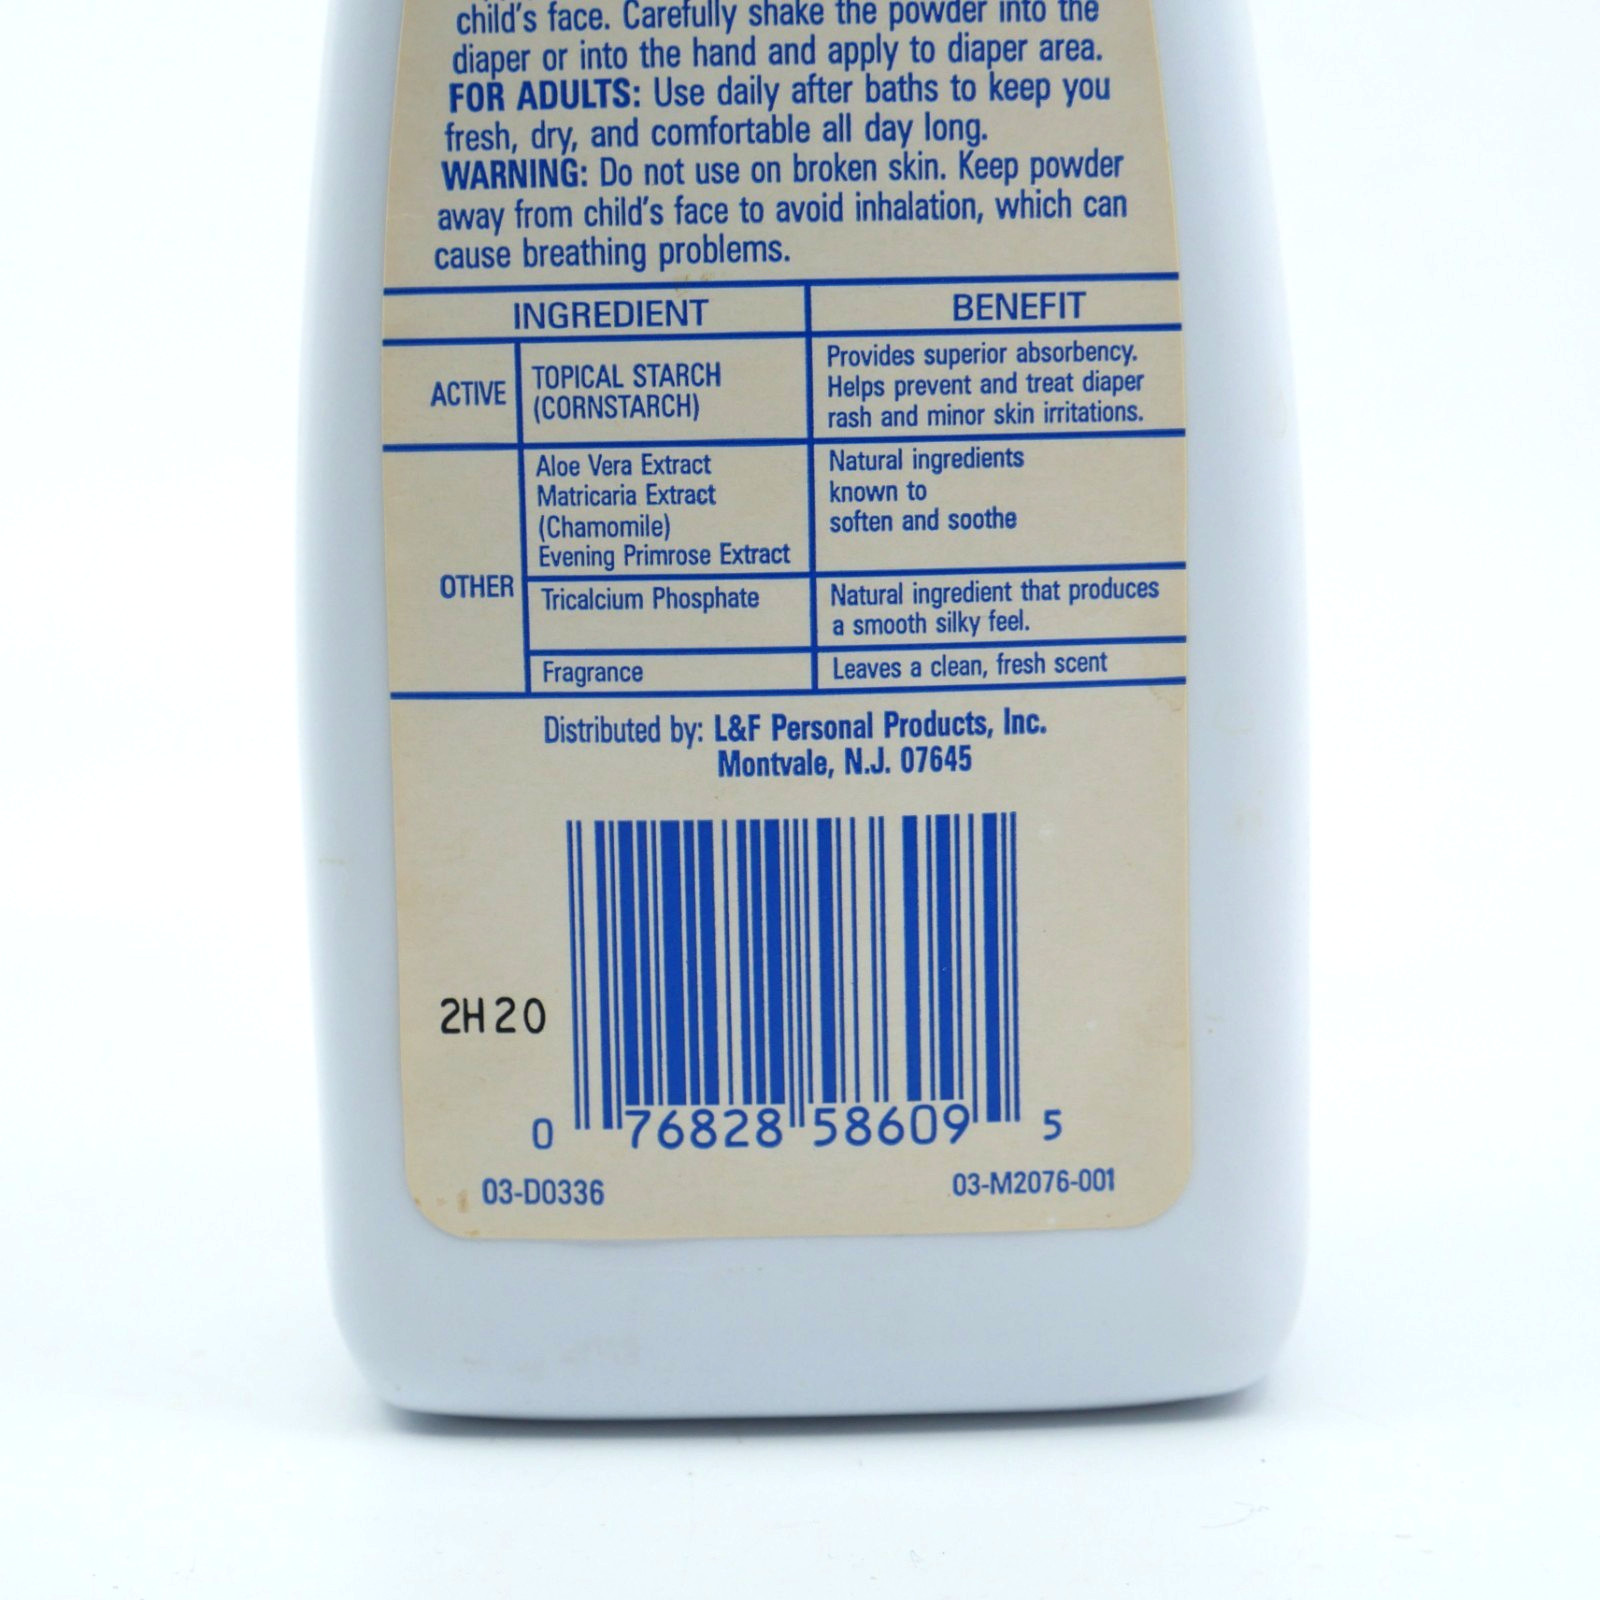 child's face. Carefully shake the powder into the
diaper or into the hand and apply to diaper area.
FOR ADULTS: Use daily after baths to keep you
fresh, dry, and comfortable all day long.
WARNING: Do not use on broken skin. Keep powder
away from child's face to avoid inhalation, which can
cause breathing problems.
INGREDIENT BENEFIT
ACTIVE
TOPICAL STARCH
(CORNSTARCH)
Provides superior absorbency.
Helps prevent and treat diaper
rash and minor skin irritations.
OTHER
Aloe Vera Extract
Matricaria Extract
(Chamomile)
Evening Primrose Extract
Natural ingredients
known to
soften and soothe
Tricalcium Phosphate
Natural ingredient that produces
a smooth silky feel.
Fragrance
Leaves a clean, fresh scent
Distributed by: L&F Personal Products, Inc.
Montvale, N.J. 07645
2H20
0 76828 58609 5
03-D0336 03-M2076-001